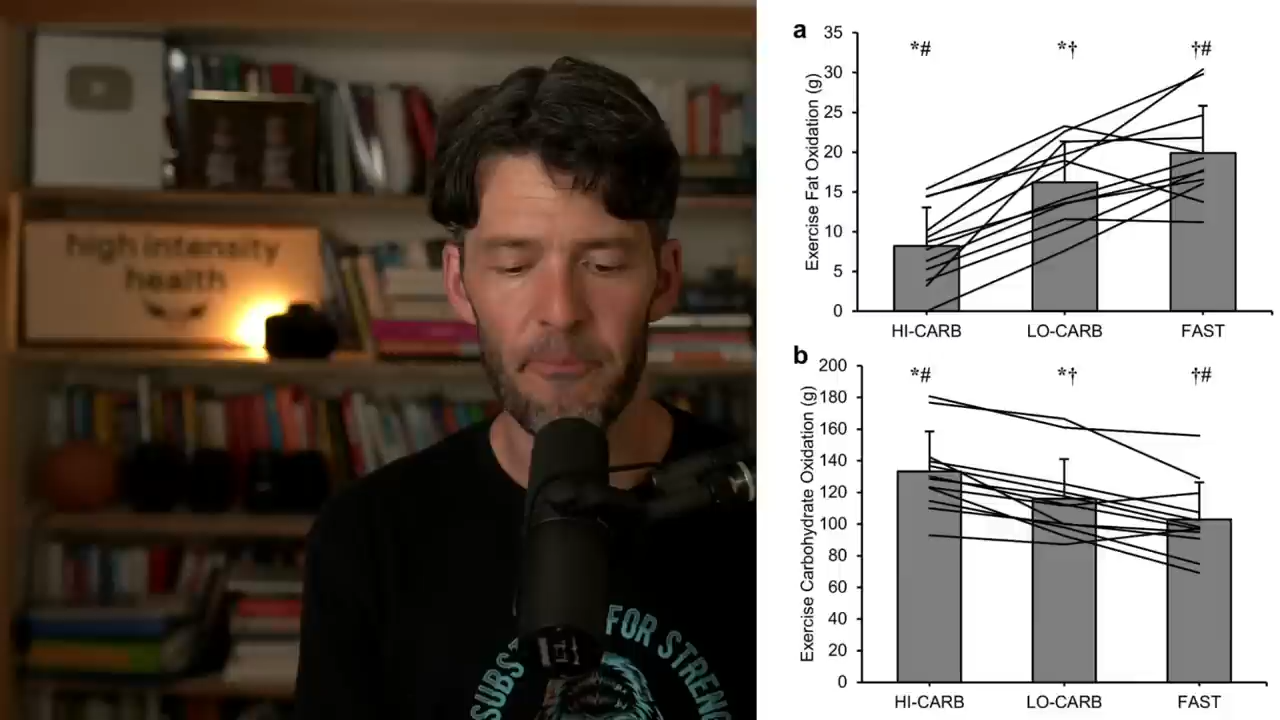 high intensity
health
SUBS
FOR STRENG
a
Exercise Fat Oxidation (g)
35
30
25
20
15
10
5
0
*#
*†
†#
HI-CARB
LO-CARB
FAST
b
Exercise Carbohydrate Oxidation (g)
200
180
160
140
120
100
80
60
40
20
0
*#
*†
†#
HI-CARB
LO-CARB
FAST